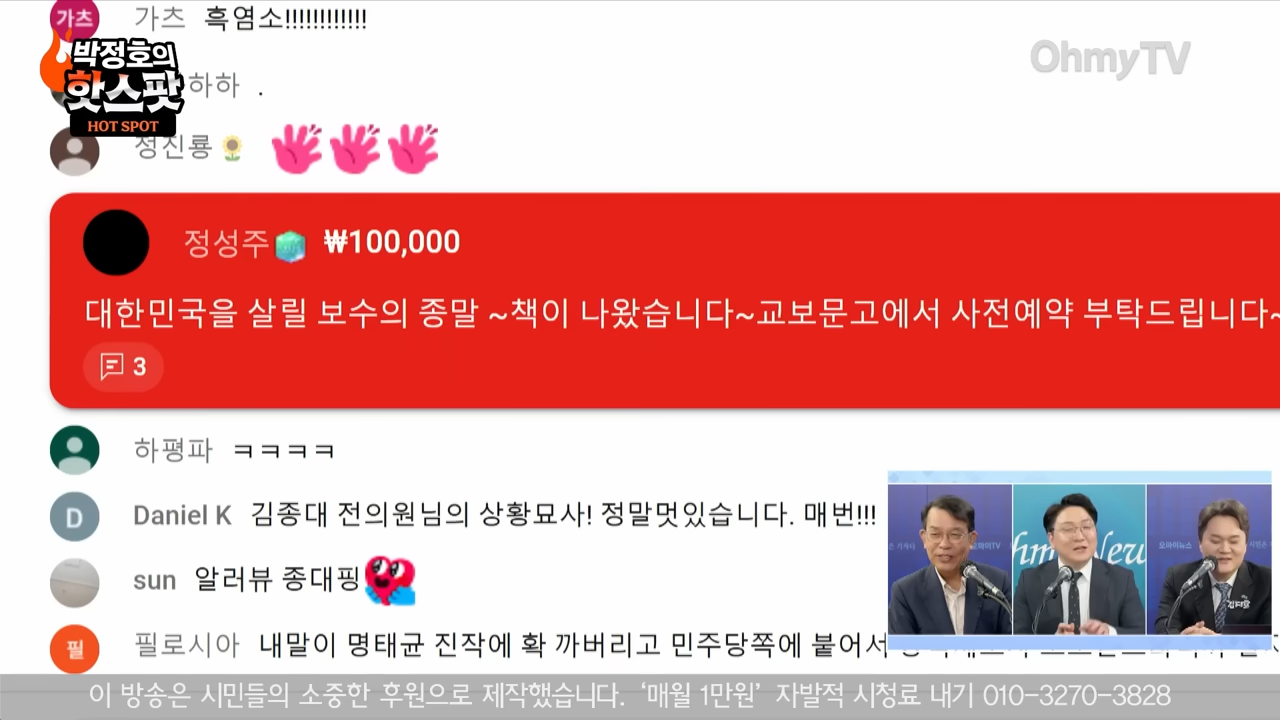 가츠 가츠 흑염소!!!!!!!!!!!!
박정호의
핫스팟
HOT SPOT
OhmyTV
하하 .
정진룡
정성주 ₩100,000
대한민국을 살릴 보수의 종말 ~책이 나왔습니다~교보문고에서 사전예약 부탁드립니다~
3
하평파 ㅋㅋㅋㅋ
D Daniel K 김종대 전의원님의 상황묘사! 정말멋있습니다. 매번!!!
sun 알러뷰 종대핑
필 필로시아 내말이 명태균 진작에 확 까버리고 민주당쪽에 붙어서
이 방송은 시민들의 소중한 후원으로 제작했습니다. ‘매월 1만원’ 자발적 시청료 내기 010-3270-3828